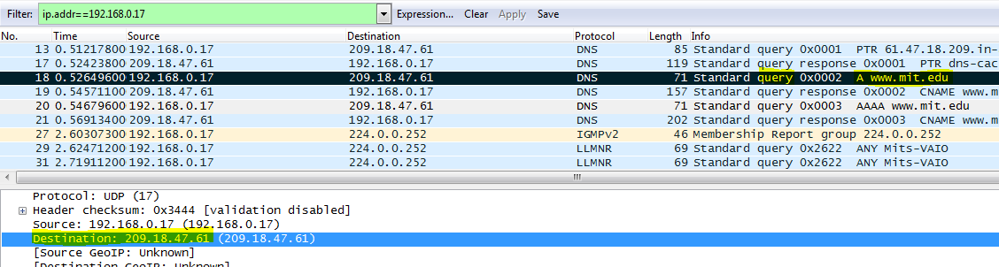 Filter: ip.addr==192.168.0.17 Expression... Clear Apply Save
No. Time Source Destination Protocol Length Info
13 0.51217800 192.168.0.17 209.18.47.61 DNS 85 Standard query 0x0001 PTR 61.47.18.209.in-
17 0.52423800 209.18.47.61 192.168.0.17 DNS 119 Standard query response 0x0001 PTR dns-cac
18 0.52649600 192.168.0.17 209.18.47.61 DNS 71 Standard query 0x0002 A www.mit.edu
19 0.54571100 209.18.47.61 192.168.0.17 DNS 157 Standard query response 0x0002 CNAME www.m
20 0.54679600 192.168.0.17 209.18.47.61 DNS 71 Standard query 0x0003 AAAA www.mit.edu
21 0.56913400 209.18.47.61 192.168.0.17 DNS 202 Standard query response 0x0003 CNAME www.m
27 2.60307300 192.168.0.17 224.0.0.252 IGMPv2 46 Membership Report group 224.0.0.252
29 2.62471200 192.168.0.17 224.0.0.252 LLMNR 69 Standard query 0x2622 ANY Mits-VAIO
31 2.71911200 192.168.0.17 224.0.0.252 LLMNR 69 Standard query 0x2622 ANY Mits-VAIO
Protocol: UDP (17)
Header checksum: 0x3444 [validation disabled]
Source: 192.168.0.17 (192.168.0.17)
Destination: 209.18.47.61 (209.18.47.61)
[Source GeoIP: Unknown]
[Destination GeoIP: Unknown]